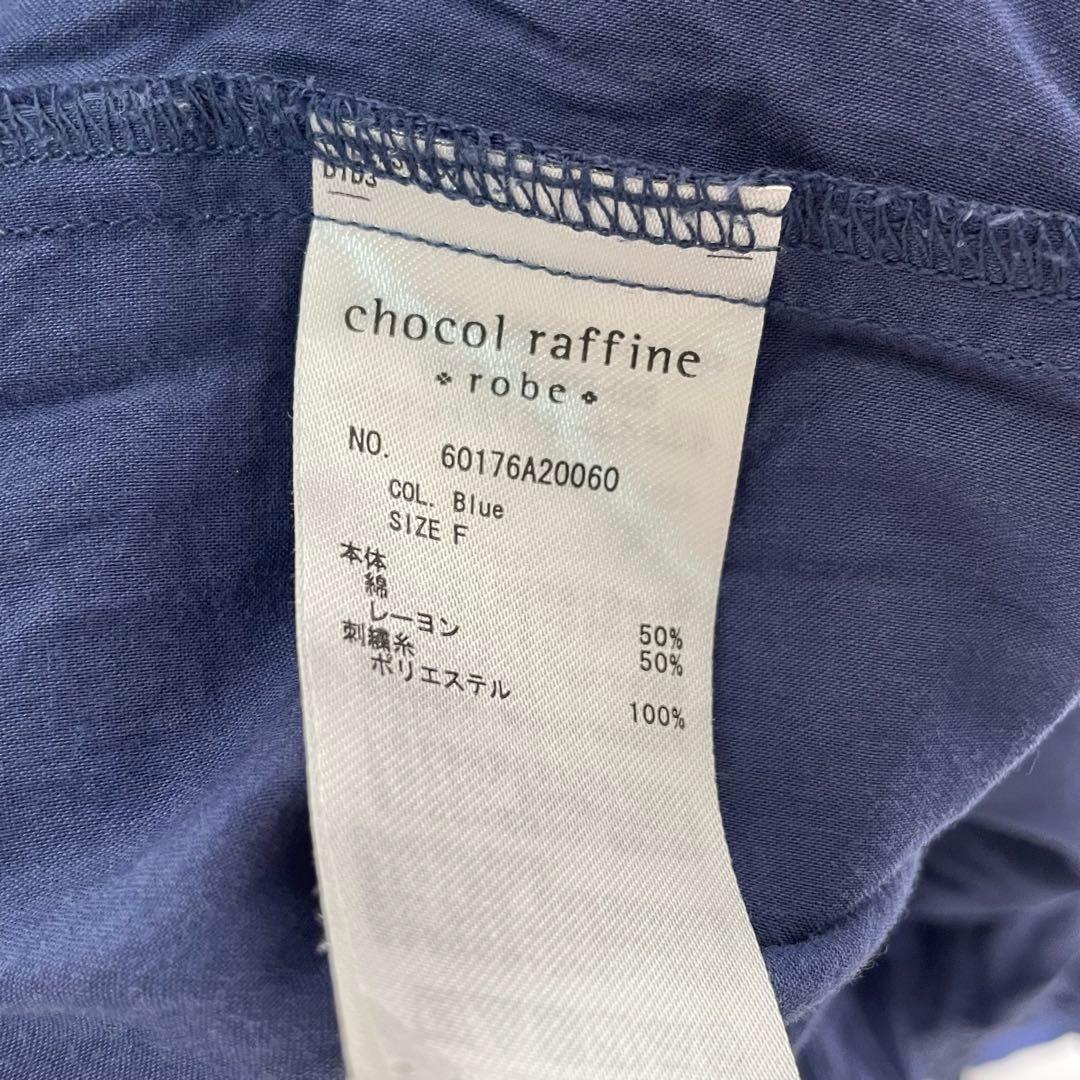 chocol raffine
robe
NO. 60176A20060
COL. Blue
SIZE F
本体
綿 50%
レーヨン 50%
刺繍糸
ポリエステル 100%